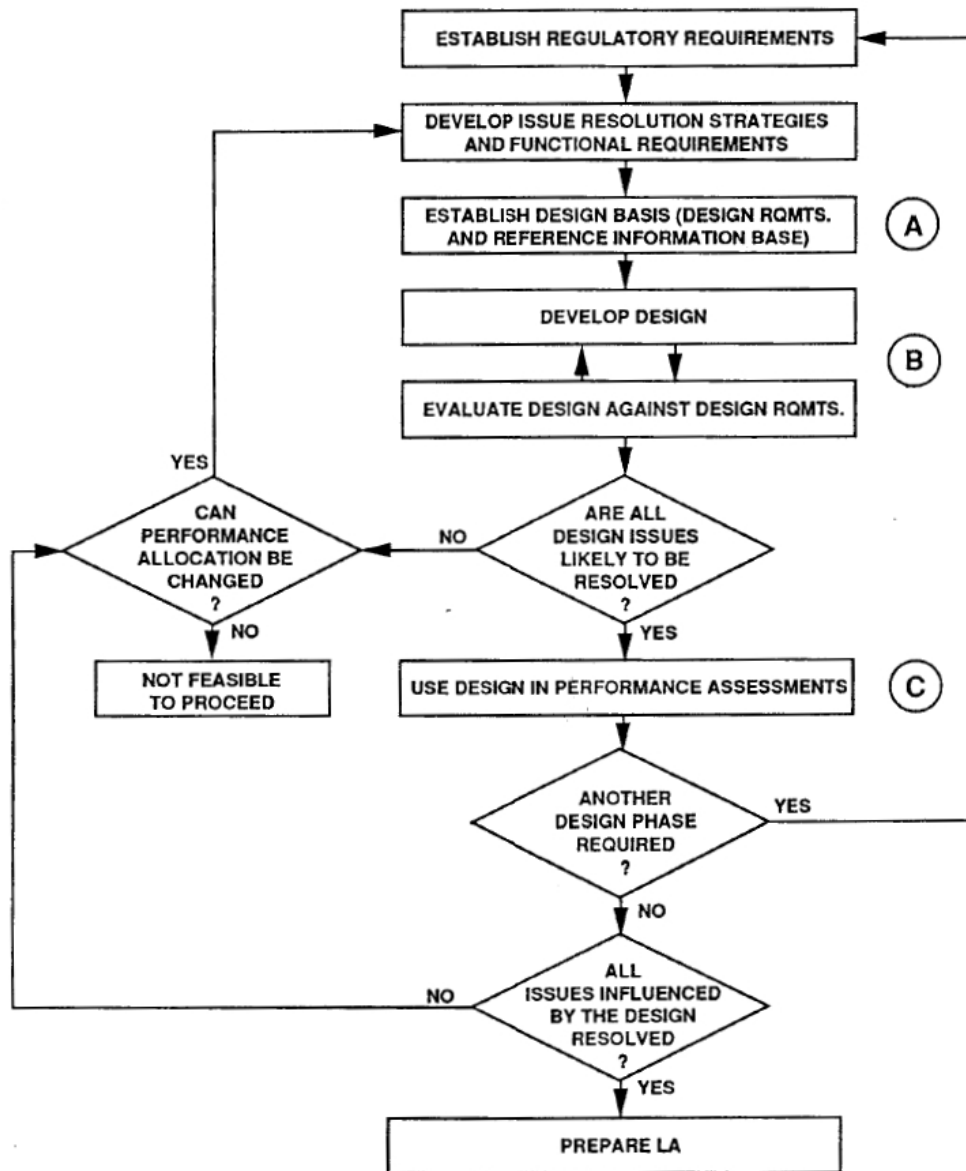 ESTABLISH REGULATORY REQUIREMENTS
DEVELOP ISSUE RESOLUTION STRATEGIES
AND FUNCTIONAL REQUIREMENTS
ESTABLISH DESIGN BASIS (DESIGN RQMTS.
AND REFERENCE INFORMATION BASE)
A
DEVELOP DESIGN
B
EVALUATE DESIGN AGAINST DESIGN RQMTS.
YES
CAN
PERFORMANCE
ALLOCATION BE
CHANGED
?
NO
ARE ALL
DESIGN ISSUES
LIKELY TO BE
RESOLVED
?
NO
YES
NOT FEASIBLE
TO PROCEED
USE DESIGN IN PERFORMANCE ASSESSMENTS
C
ANOTHER
DESIGN PHASE
REQUIRED
?
YES
NO
NO
ALL
ISSUES INFLUENCED
BY THE DESIGN
RESOLVED
?
YES
PREPARE LA